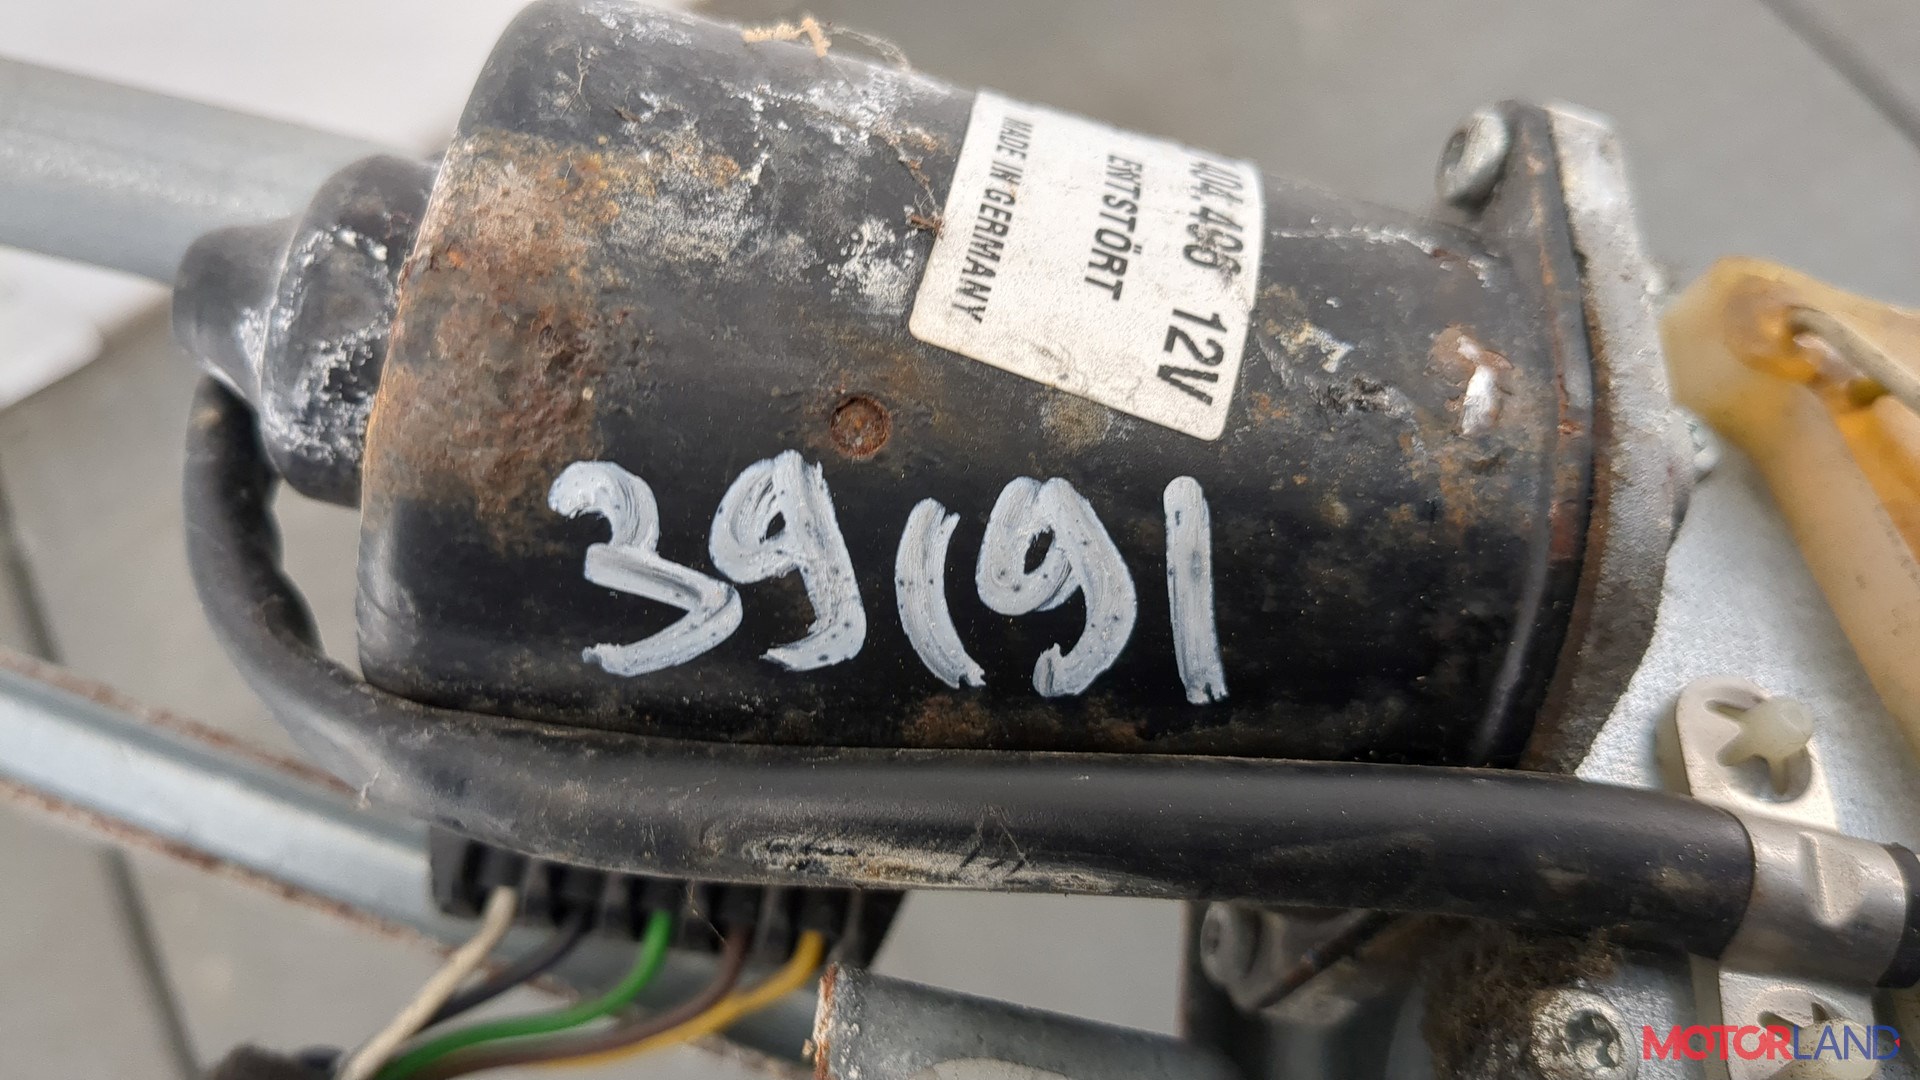 404.496 12V
ENTSTÖRT
MADE IN GERMANY
39191
MOTORLAND